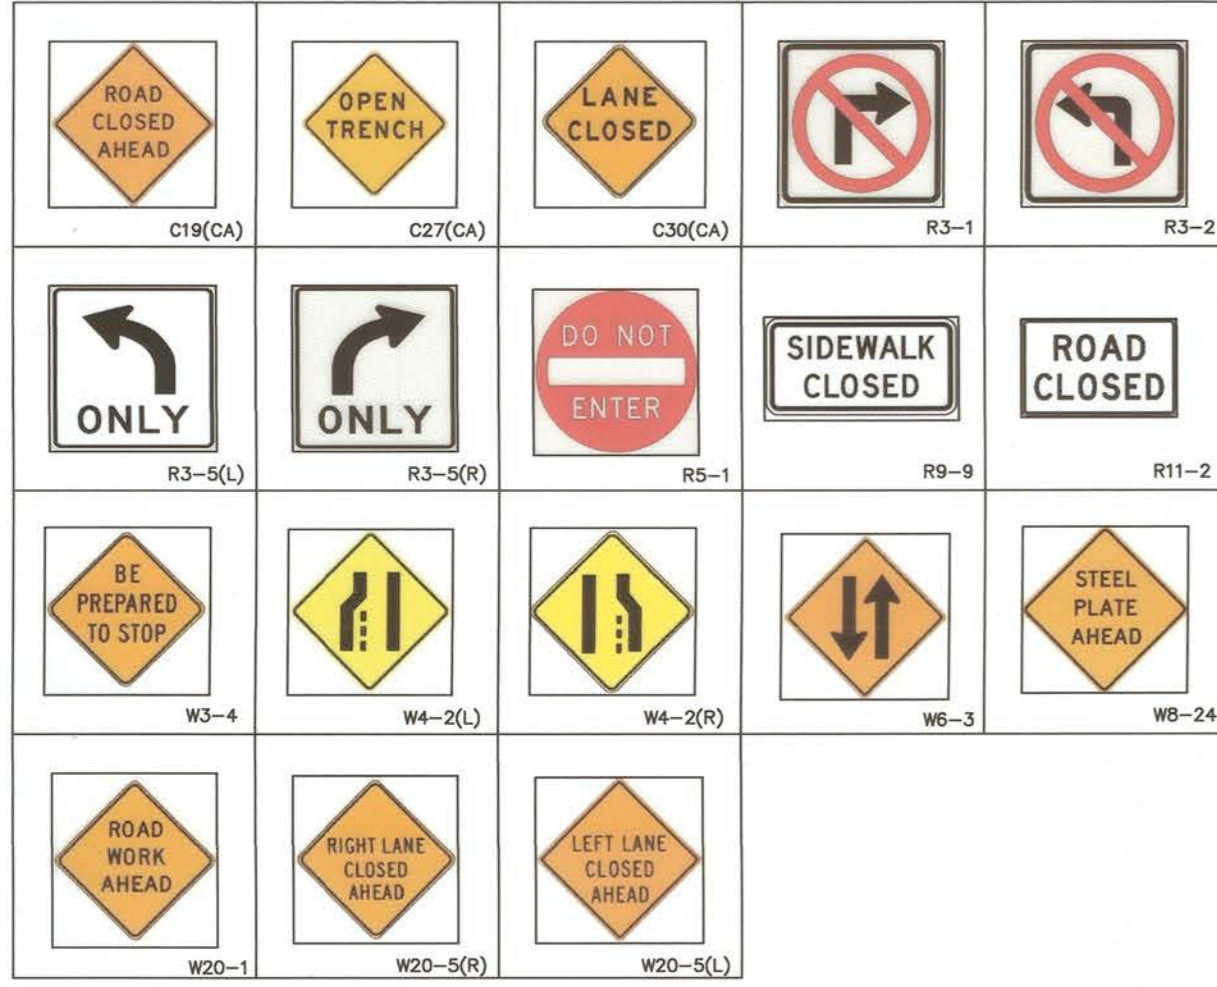 ROAD
CLOSED
AHEAD
C19(CA)
OPEN
TRENCH
C27(CA)
LANE
CLOSED
C30(CA)
R3-1
R3-2
ONLY
R3-5(L)
ONLY
R3-5(R)
DO NOT
ENTER
R5-1
SIDEWALK
CLOSED
R9-9
ROAD
CLOSED
R11-2
BE
PREPARED
TO STOP
W3-4
W4-2(L)
W4-2(R)
W6-3
STEEL
PLATE
AHEAD
W8-24
ROAD
WORK
AHEAD
W20-1
RIGHT LANE
CLOSED
AHEAD
W20-5(R)
LEFT LANE
CLOSED
AHEAD
W20-5(L)